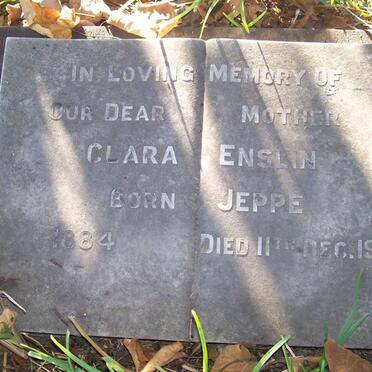 IN LOVING MEMORY OF
OUR DEAR MOTHER
CLARA ENSLIN
BORN JEPPE
1884 DIED 11TH DEC. 19